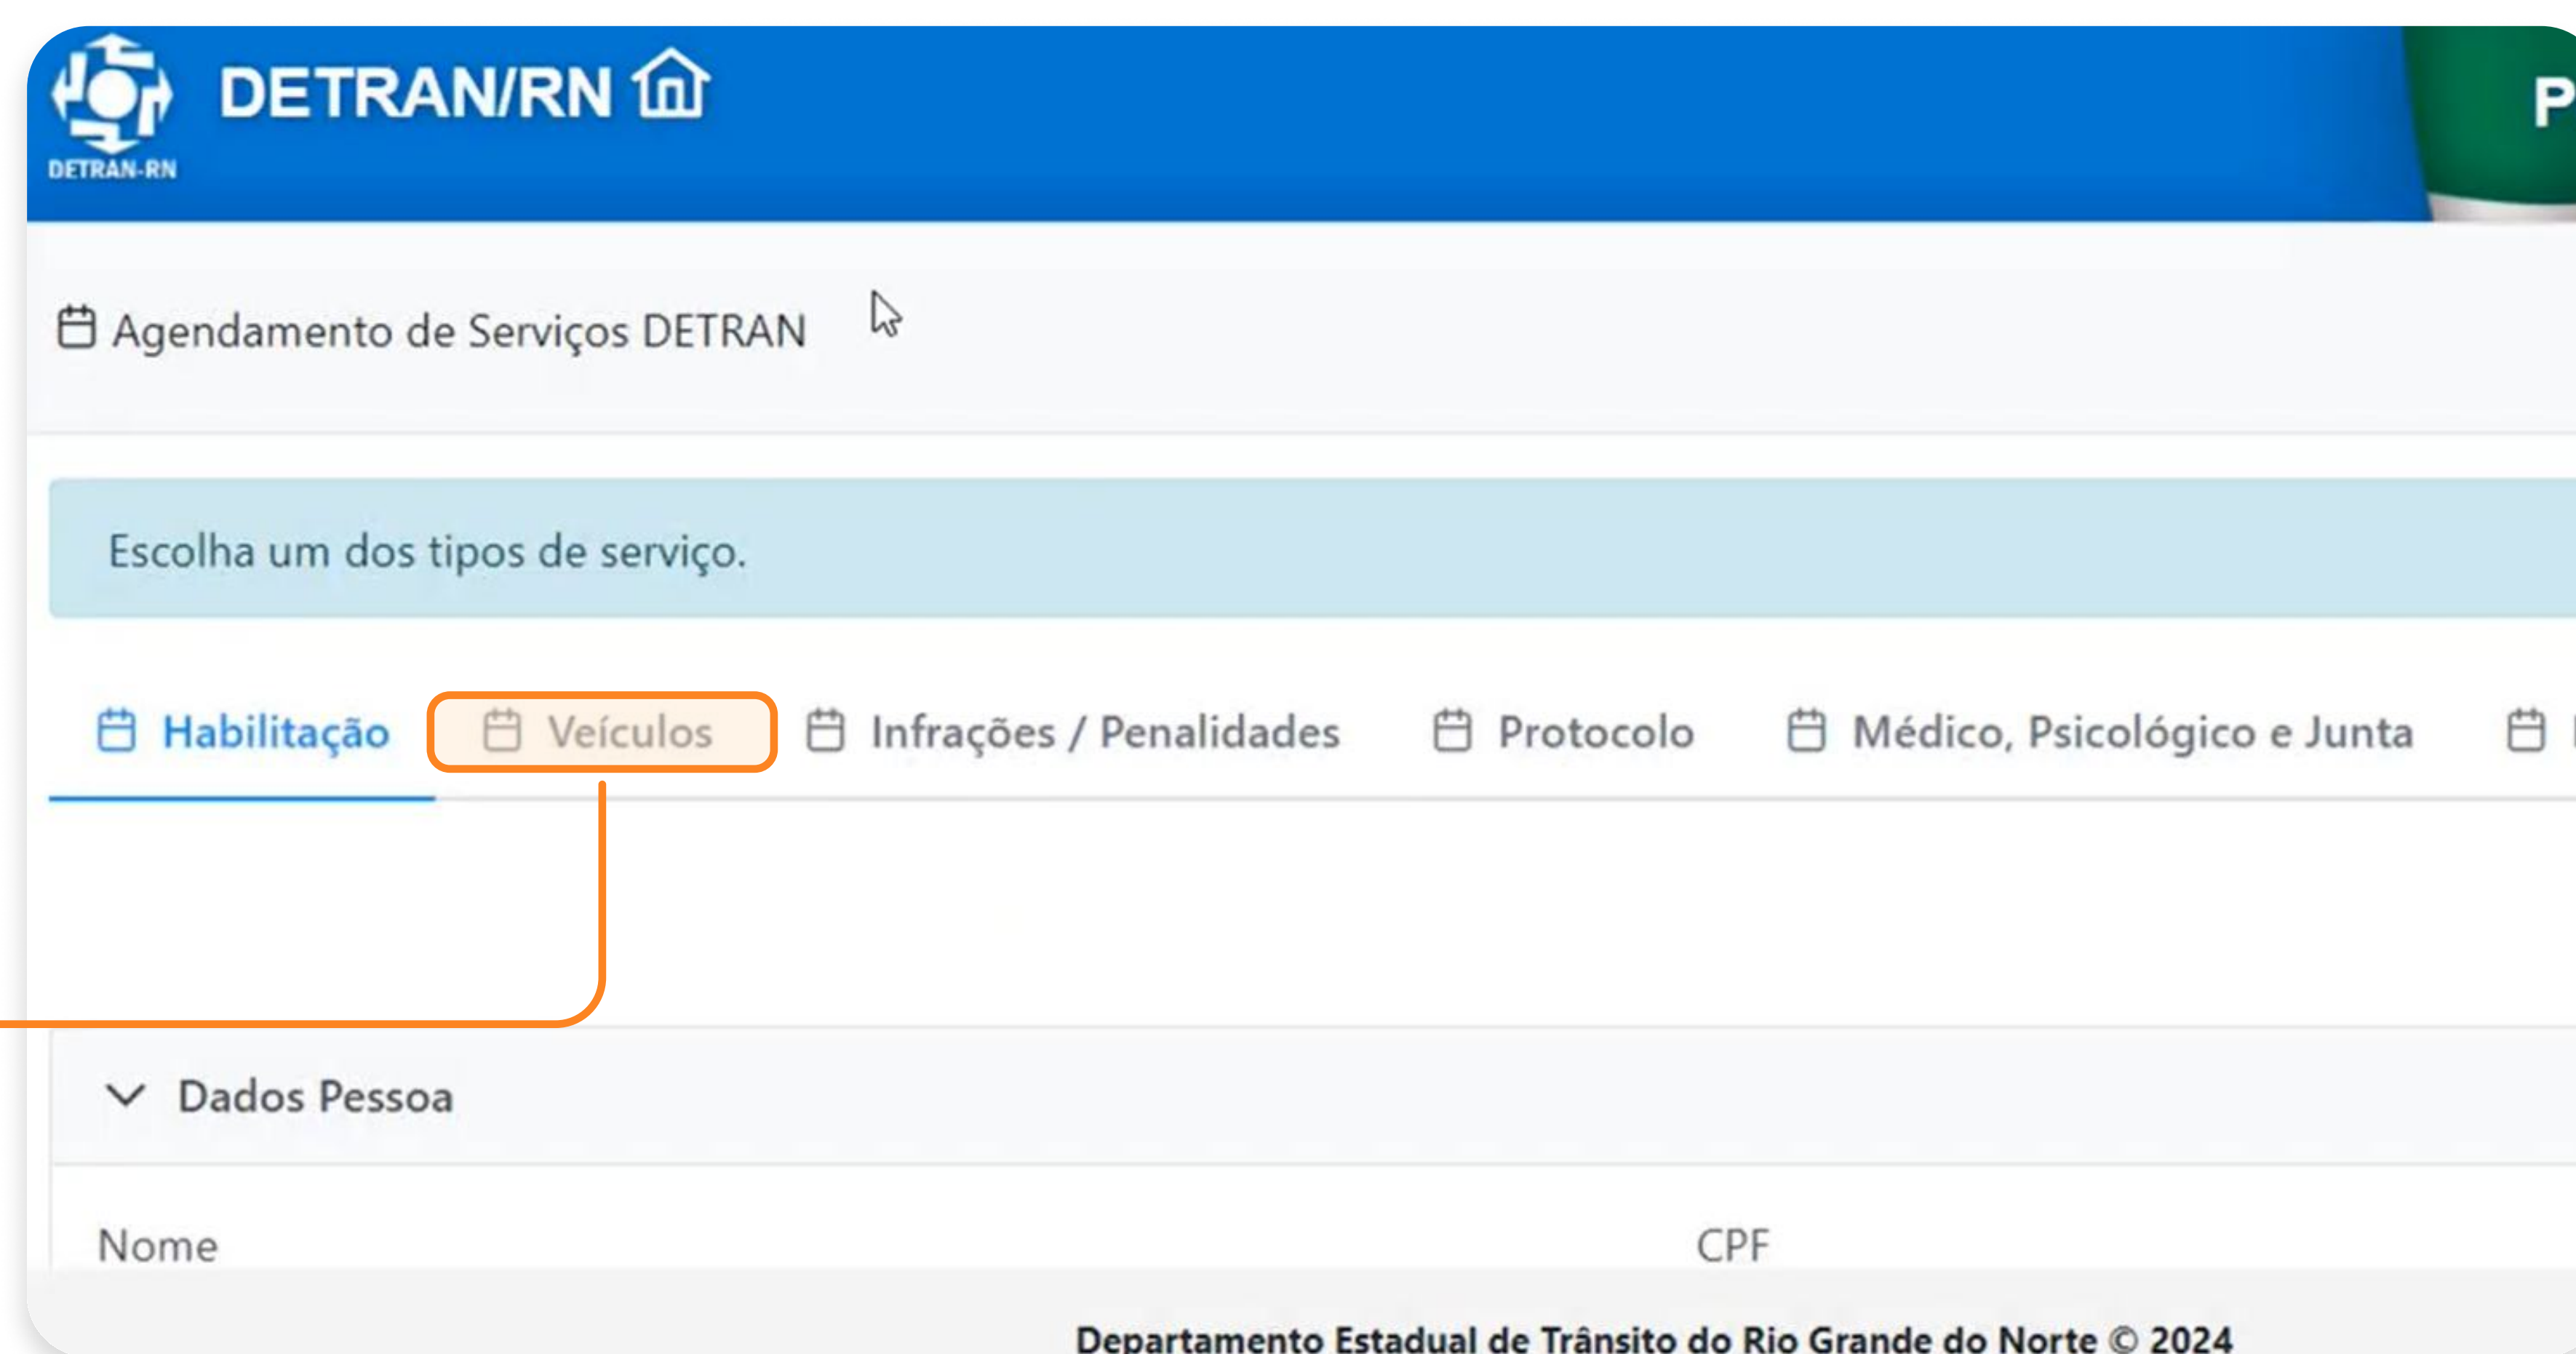 DETRAN/RN
DETRAN-RN
Agendamento de Serviços DETRAN
Escolha um dos tipos de serviço.
Habilitação Veículos Infrações / Penalidades Protocolo Médico, Psicológico e Junta
Dados Pessoa
Nome CPF
Departamento Estadual de Trânsito do Rio Grande do Norte © 2024